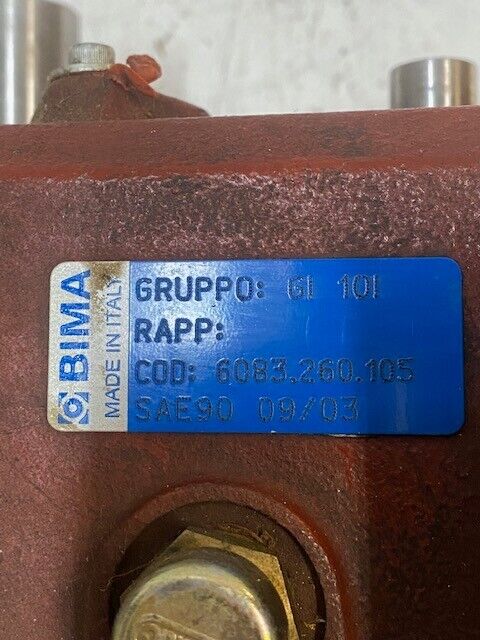 BIMA
MADE IN ITALY
GRUPPO: GI 101
RAPP:
COD: 6083.260.105
SAE90 09/03